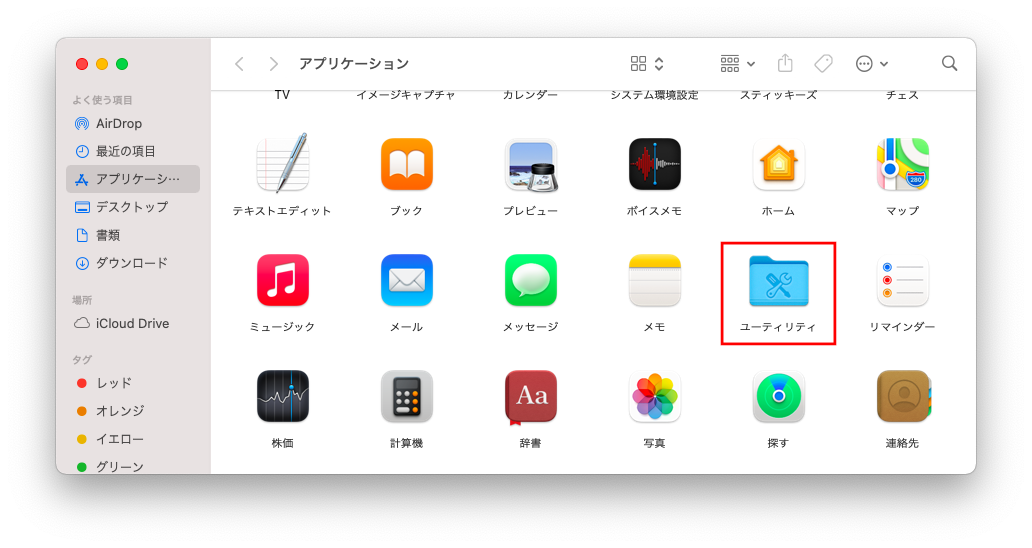 アプリケーション
よく使う項目
AirDrop
最近の項目
アプリケーシ…
デスクトップ
書類
ダウンロード
場所
iCloud Drive
タグ
レッド
オレンジ
イエロー
グリーン
TV イメージキャプチャ カレンダー システム環境設定 スティッキーズ チェス
280
テキストエディット ブック プレビュー ボイスメモ ホーム マップ
ミュージック メール メッセージ メモ ユーティリティ リマインダー
Aa
株価 計算機 辞書 写真 探す 連絡先